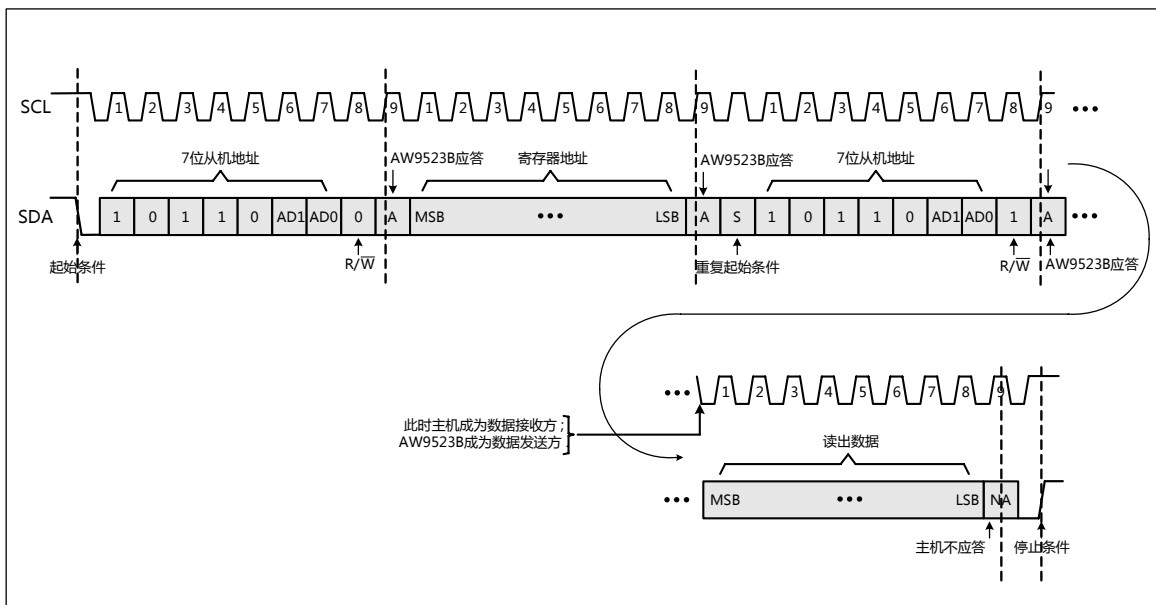 SCL 1 2 3 4 5 6 7 8 9 1 2 3 4 5 6 7 8 9 1 2 3 4 5 6 7 8 9 •••
7位从机地址 AW9523B应答 寄存器地址 AW9523B应答 7位从机地址
SDA 1 0 1 1 0 AD1 AD0 0 A MSB ••• LSB A S 1 0 1 1 0 AD1 AD0 1 A •••
起始条件 R/W̅ 重复起始条件 R/W̅ AW9523B应答
••• 1 2 3 4 5 6 7 8 9 •••
此时主机成为数据接收方；
AW9523B成为数据发送方
读出数据
••• MSB ••• LSB NA
主机不应答 停止条件